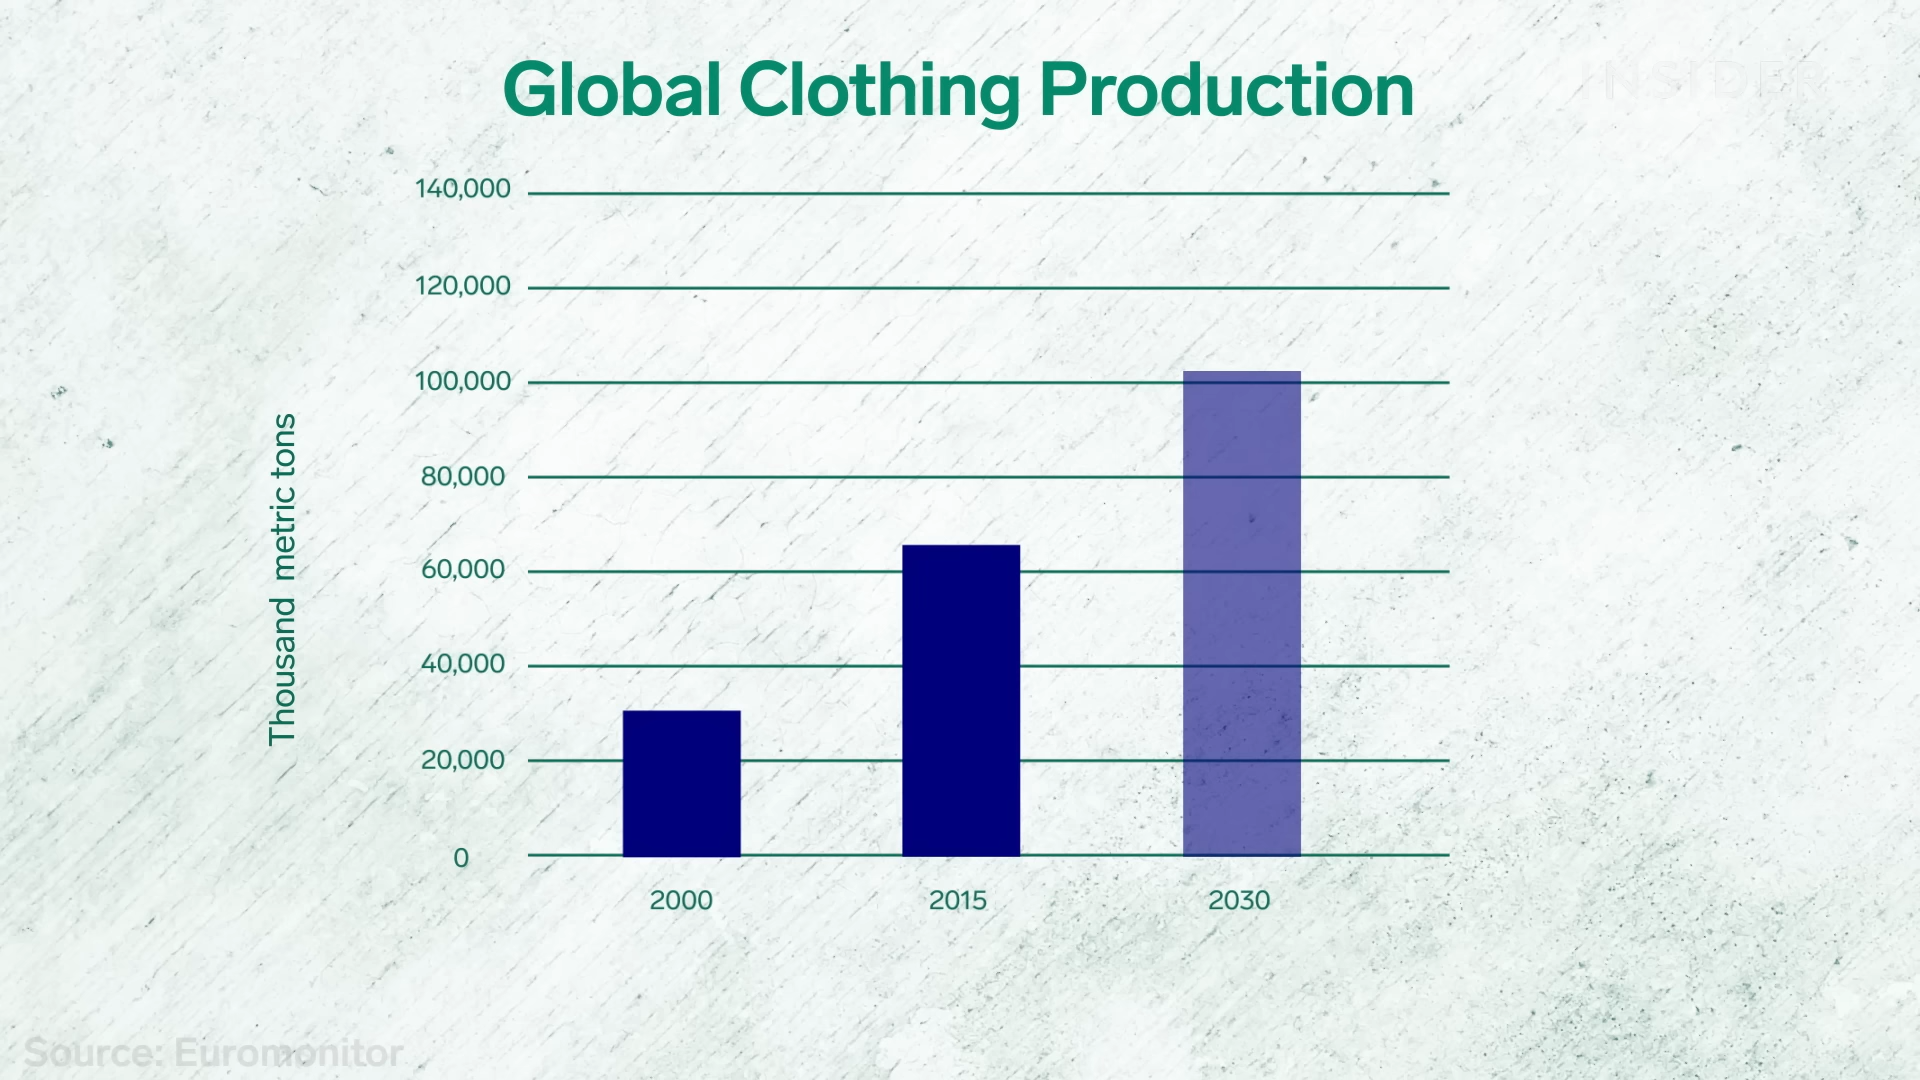 Global Clothing Production
INSIDER
140,000
120,000
100,000
80,000
60,000
40,000
20,000
0
Thousand metric tons
2000
2015
2030
Source: Euromonitor